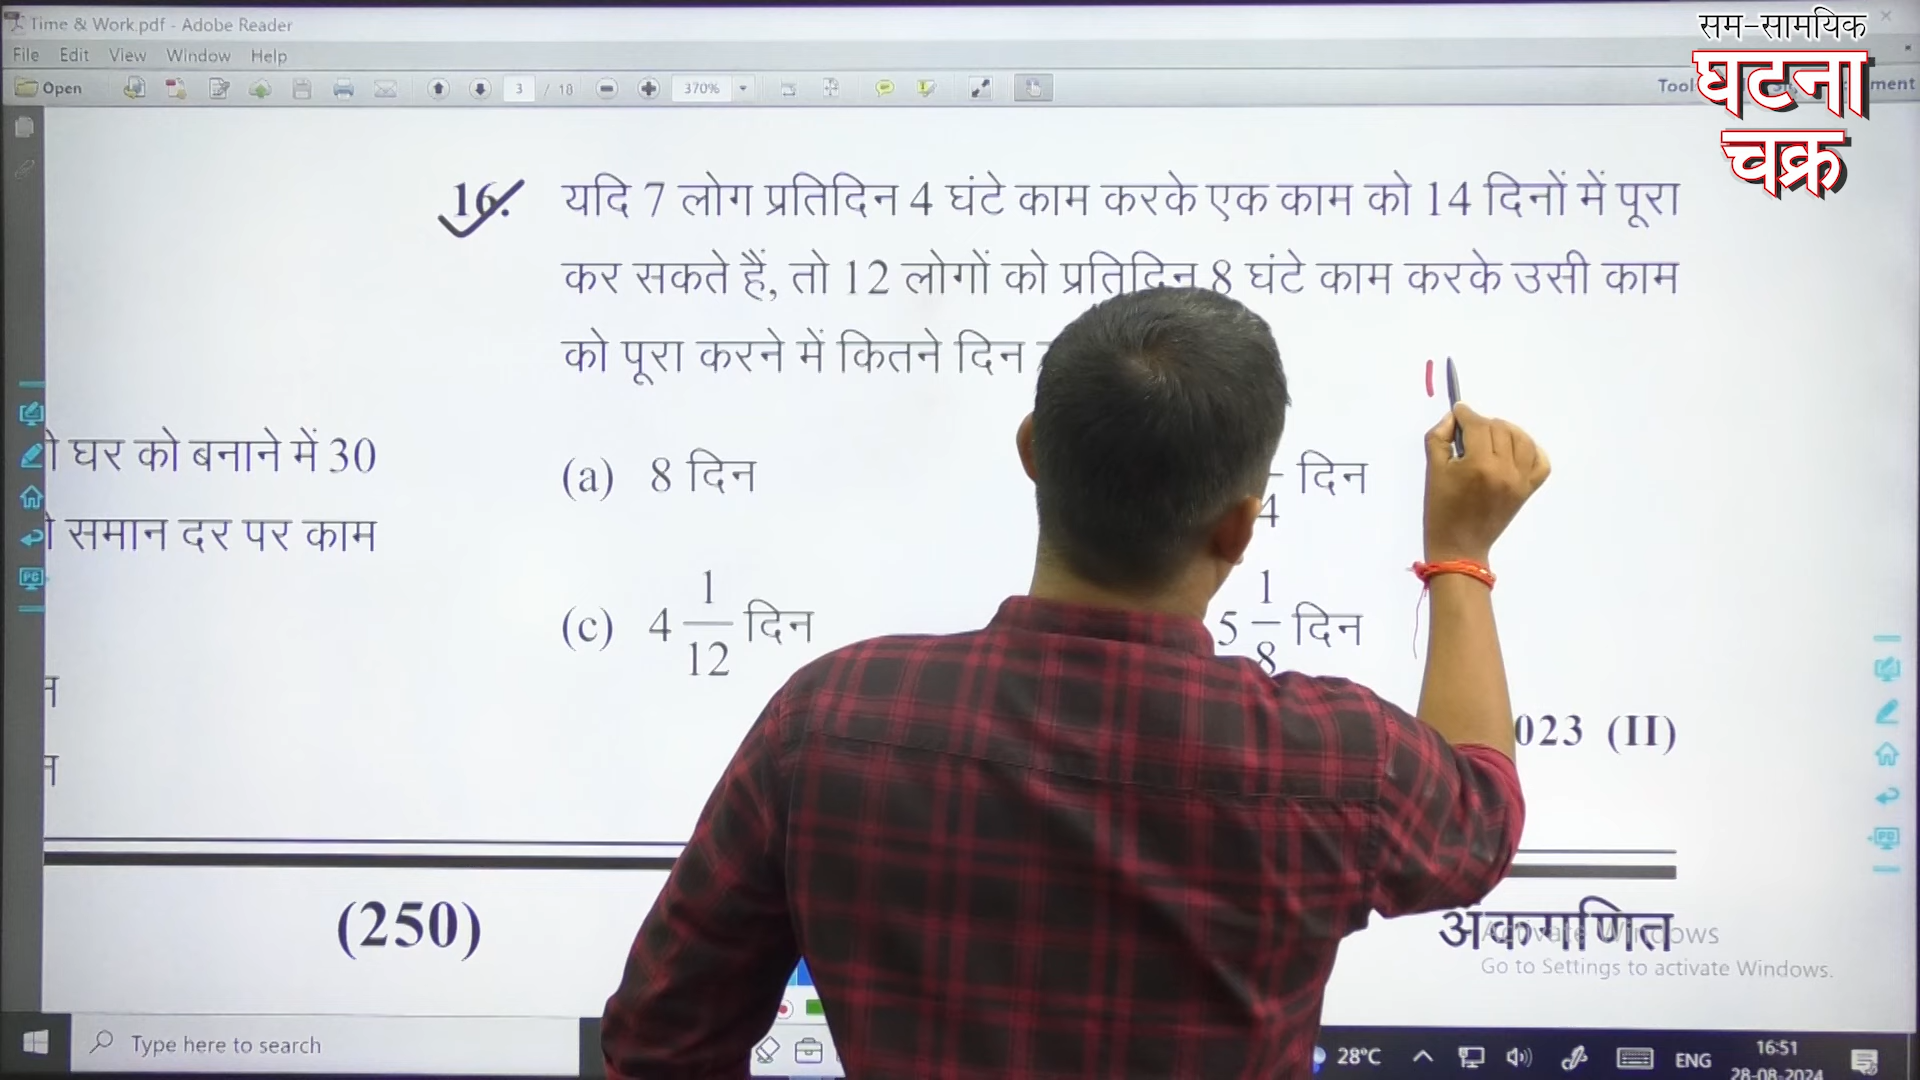 Time & Work.pdf - Adobe Reader
File Edit View Window Help
Open 3 / 18 370%
सम-सामयिक
घटना
चक्र
16. यदि 7 लोग प्रतिदिन 4 घंटे काम करके एक काम को 14 दिनों में पूरा
कर सकते हैं, तो 12 लोगों को प्रतिदिन 8 घंटे काम करके उसी काम
को पूरा करने में कितने दिन
घर को बनाने में 30
समान दर पर काम
(a) 8 दिन
4 दिन
(c) 4 1/12 दिन
5 1/8 दिन
023 (II)
(250)
अंकगणित
Activate Windows
Go to Settings to activate Windows.
Type here to search
28°C
ENG
16:51
28-08-2024